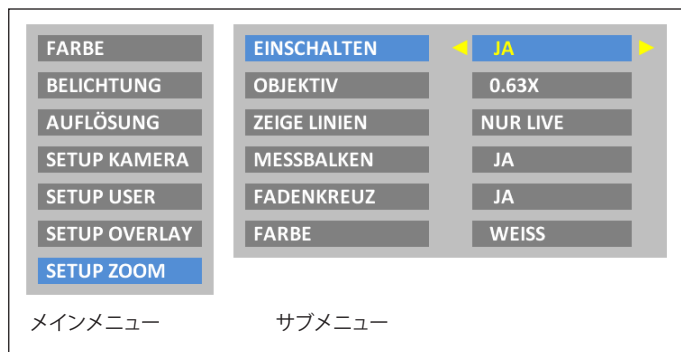 FARBE
BELICHTUNG
AUFLÖSUNG
SETUP KAMERA
SETUP USER
SETUP OVERLAY
SETUP ZOOM
EINSCHALTEN JA
OBJEKTIV 0.63X
ZEIGE LINIEN NUR LIVE
MESSBALKEN JA
FADENKREUZ JA
FARBE WEISS
メインメニュー サブメニュー